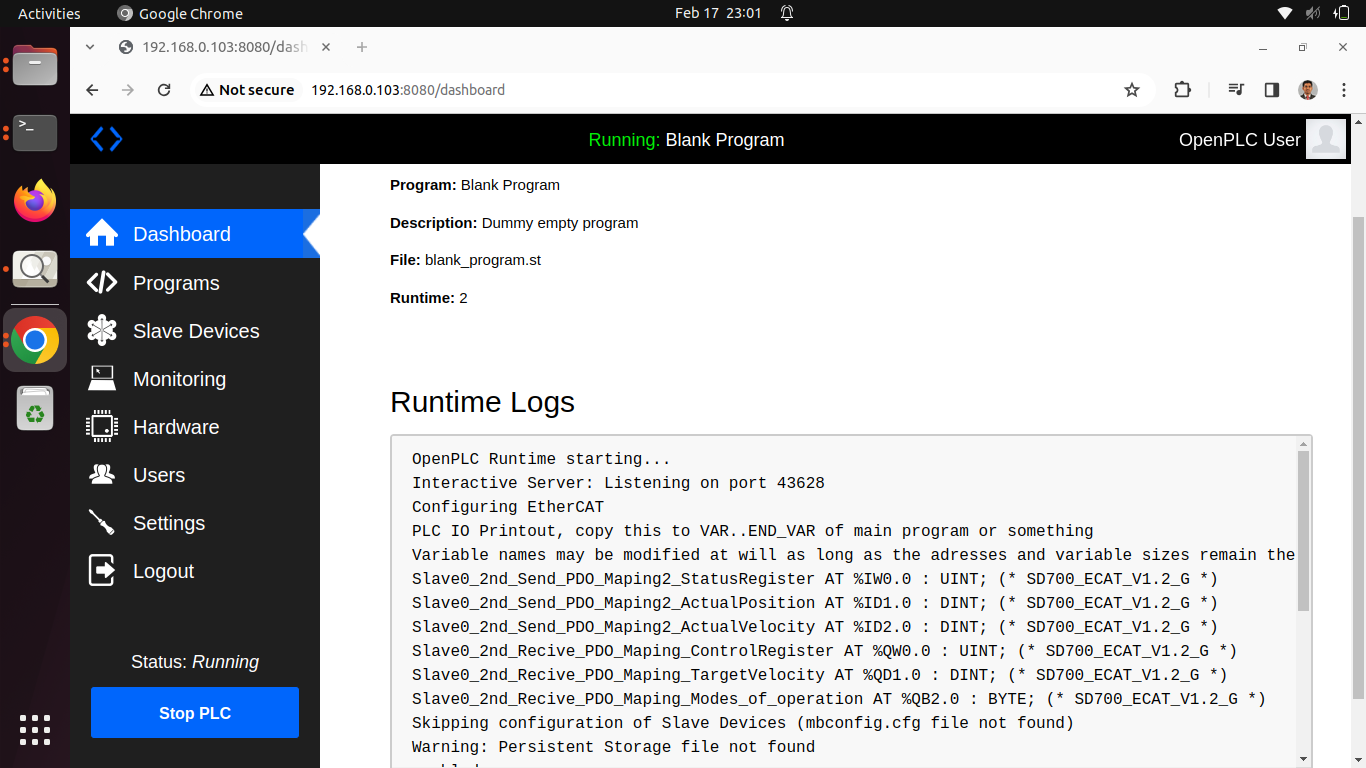 Activities
Google Chrome
Feb 17 23:01
192.168.0.103:8080/dash
Not secure
192.168.0.103:8080/dashboard
Running: Blank Program
OpenPLC User
Dashboard
Programs
Slave Devices
Monitoring
Hardware
Users
Settings
Logout
Status: Running
Stop PLC
Program: Blank Program
Description: Dummy empty program
File: blank_program.st
Runtime: 2
Runtime Logs
OpenPLC Runtime starting...
Interactive Server: Listening on port 43628
Configuring EtherCAT
PLC IO Printout, copy this to VAR..END_VAR of main program or something
Variable names may be modified at will as long as the adresses and variable sizes remain the
Slave0_2nd_Send_PDO_Maping2_StatusRegister AT %IW0.0 : UINT; (* SD700_ECAT_V1.2_G *)
Slave0_2nd_Send_PDO_Maping2_ActualPosition AT %ID1.0 : DINT; (* SD700_ECAT_V1.2_G *)
Slave0_2nd_Send_PDO_Maping2_ActualVelocity AT %ID2.0 : DINT; (* SD700_ECAT_V1.2_G *)
Slave0_2nd_Recive_PDO_Maping_ControlRegister AT %QW0.0 : UINT; (* SD700_ECAT_V1.2_G *)
Slave0_2nd_Recive_PDO_Maping_TargetVelocity AT %QD1.0 : DINT; (* SD700_ECAT_V1.2_G *)
Slave0_2nd_Recive_PDO_Maping_Modes_of_operation AT %QB2.0 : BYTE; (* SD700_ECAT_V1.2_G *)
Skipping configuration of Slave Devices (mbconfig.cfg file not found)
Warning: Persistent Storage file not found